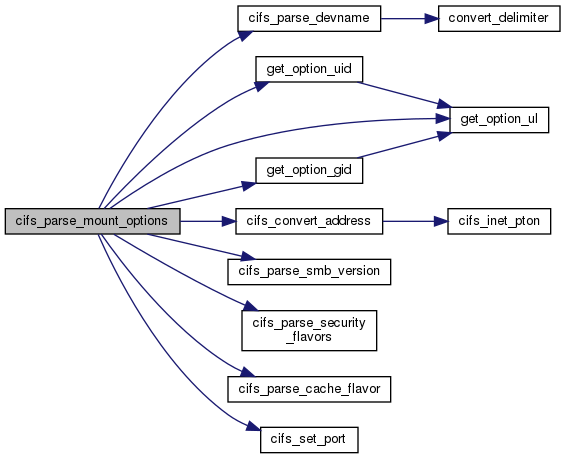 cifs_parse_devname
convert_delimiter
get_option_uid
get_option_ul
get_option_gid
cifs_parse_mount_options
cifs_convert_address
cifs_inet_pton
cifs_parse_smb_version
cifs_parse_security
_flavors
cifs_parse_cache_flavor
cifs_set_port